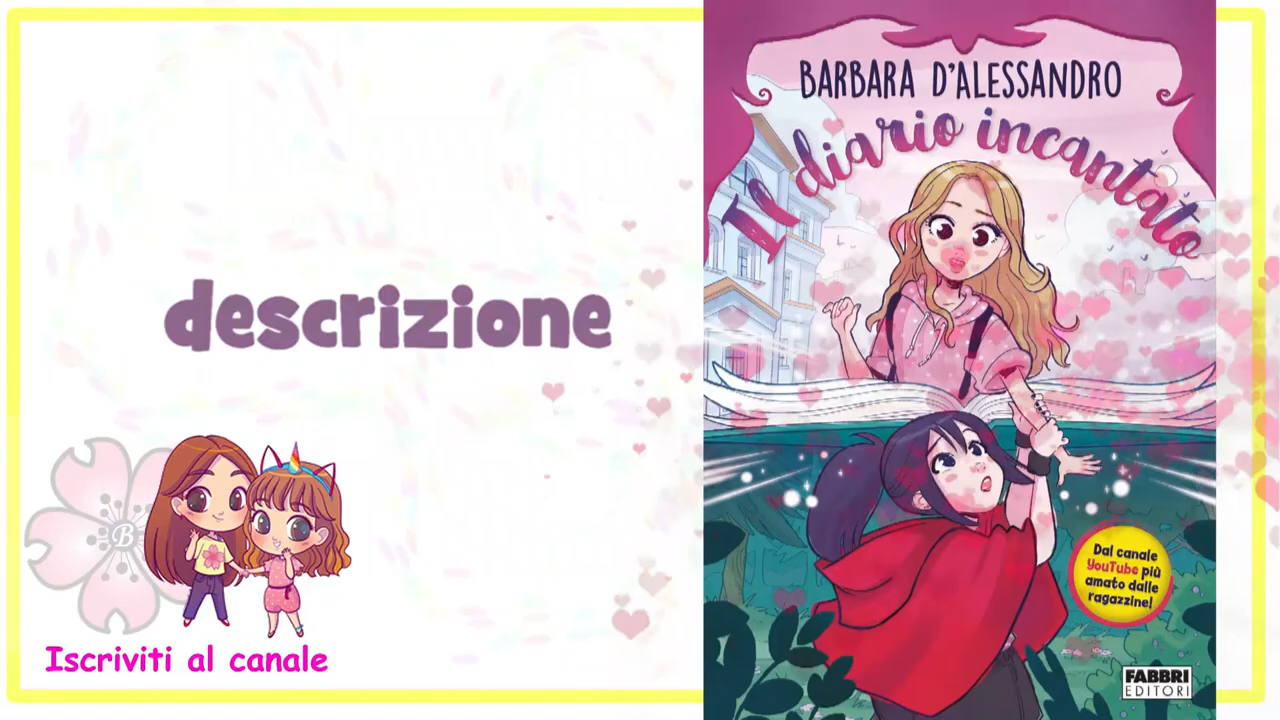 descrizione
B
Iscriviti al canale
BARBARA D'ALESSANDRO
Il diario incantato
Dal canale
YouTube più
amato dalle
ragazzine!
FABBRI
EDITORI